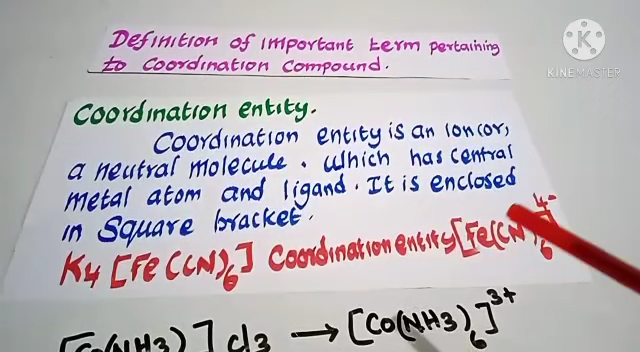 Definition of important term pertaining
to coordination compound.
KINEMASTER
Coordination entity.
Coordination entity is an ion(or,
a neutral molecule. which has central
metal atom and ligand. It is enclosed
in Square bracket.
K4 [Fe(CN)6] Coordination entity [Fe(CN)6]4-
[Co(NH3)6] Cl3 → [Co(NH3)6]3+